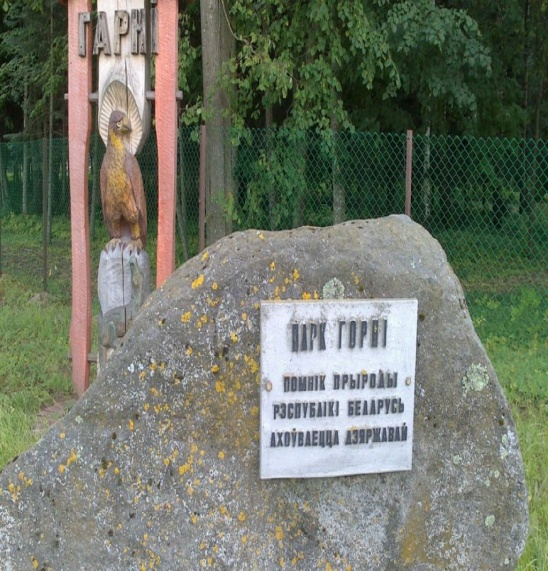 ГАРНІ
ПАРК ГОРНІ
ПОМНІК ПРЫРОДЫ
РЭСПУБЛІКІ БЕЛАРУСЬ
АХОЎВАЕЦЦА ДЗЯРЖАВАЙ